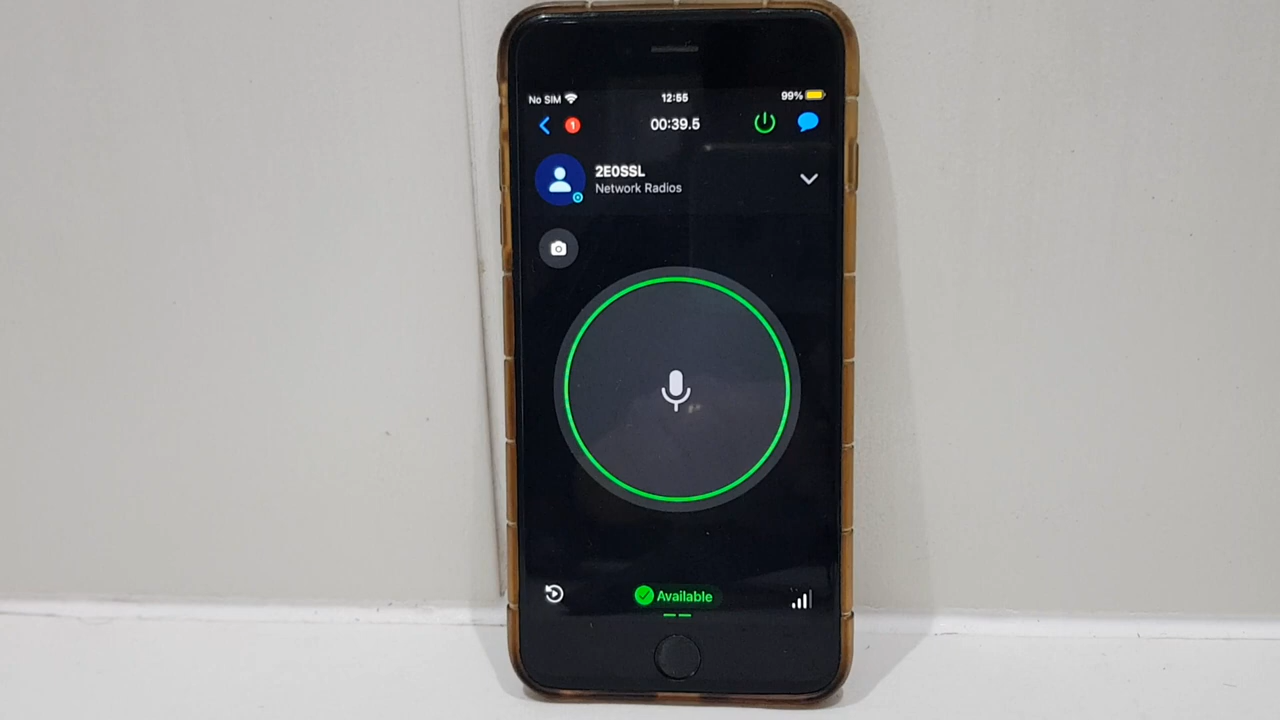 No SIM 12:55 99%
1 00:39.5
2E0SSL
Network Radios
Available